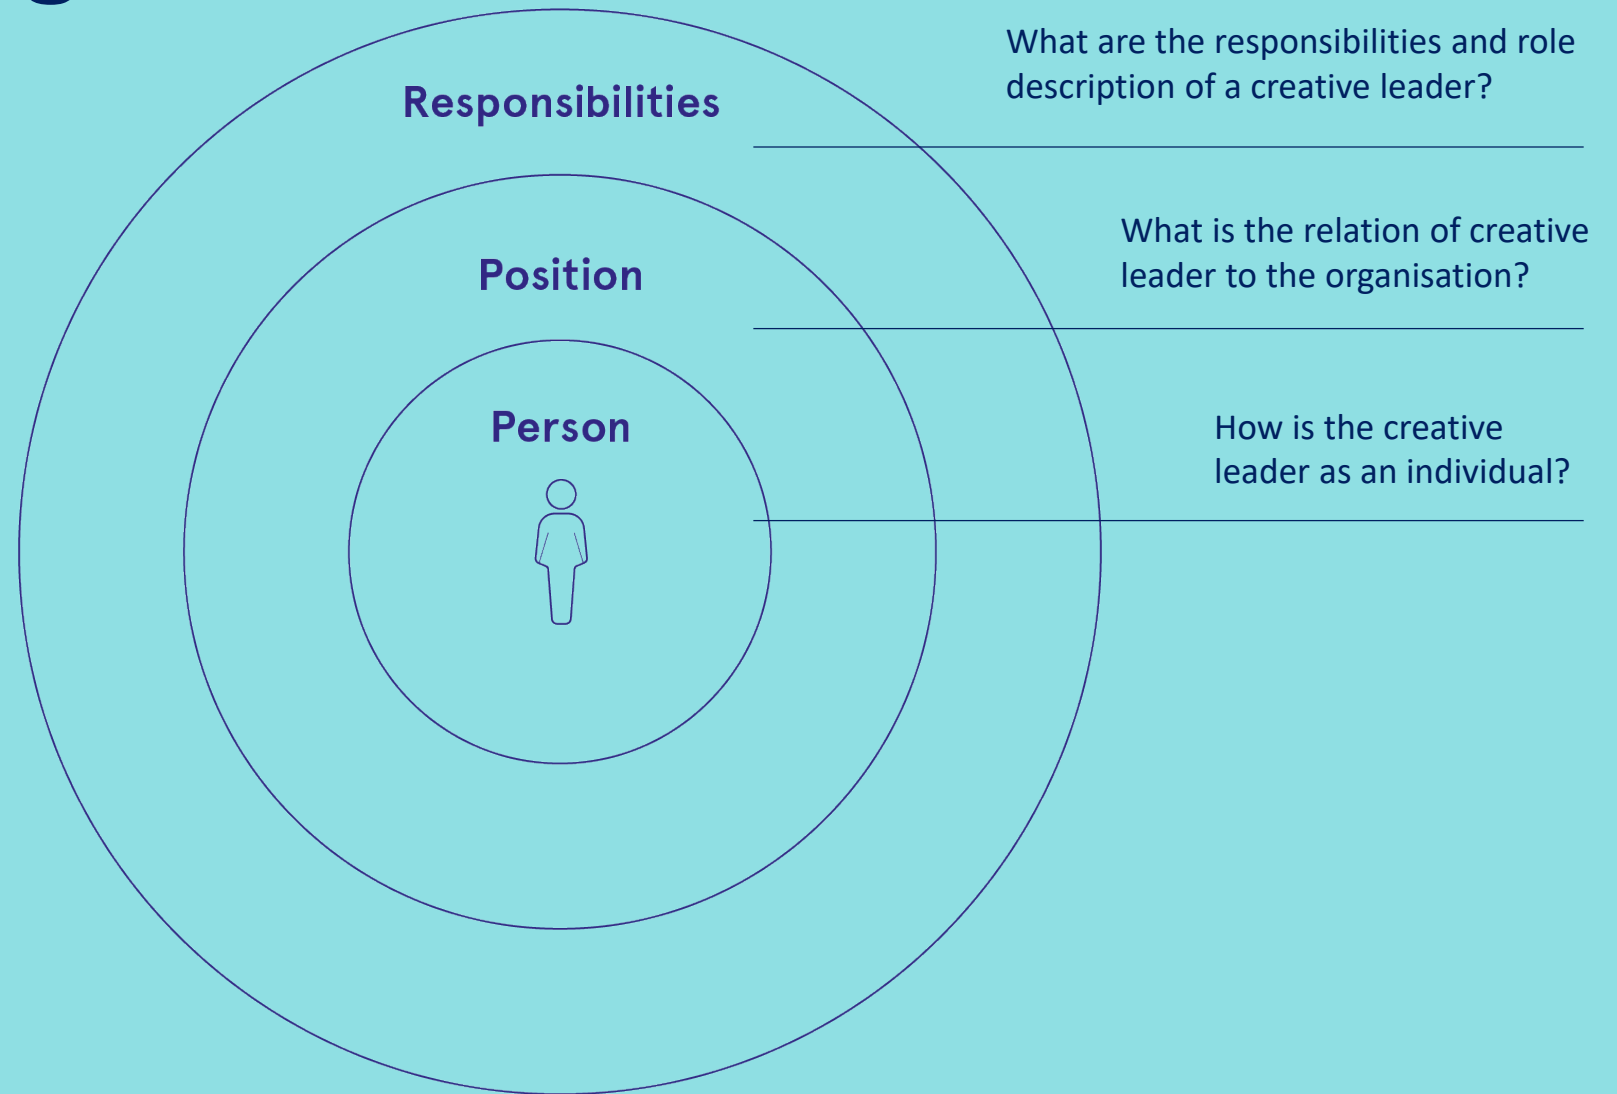 Responsibilities
What are the responsibilities and role
description of a creative leader?
Position
What is the relation of creative
leader to the organisation?
Person
How is the creative
leader as an individual?